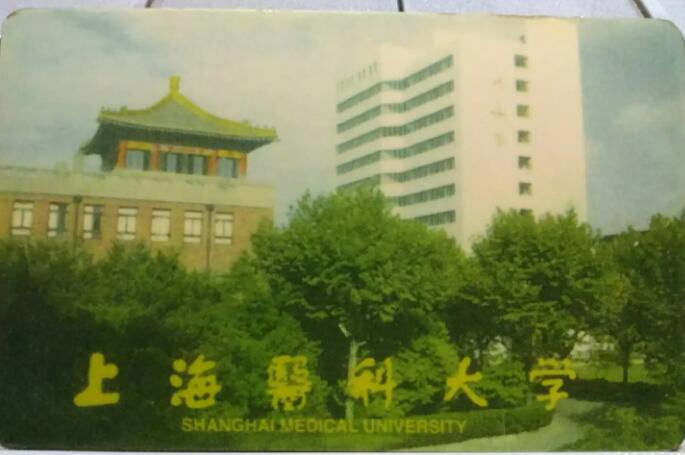 上海醫科大学
SHANGHAI MEDICAL UNIVERSITY